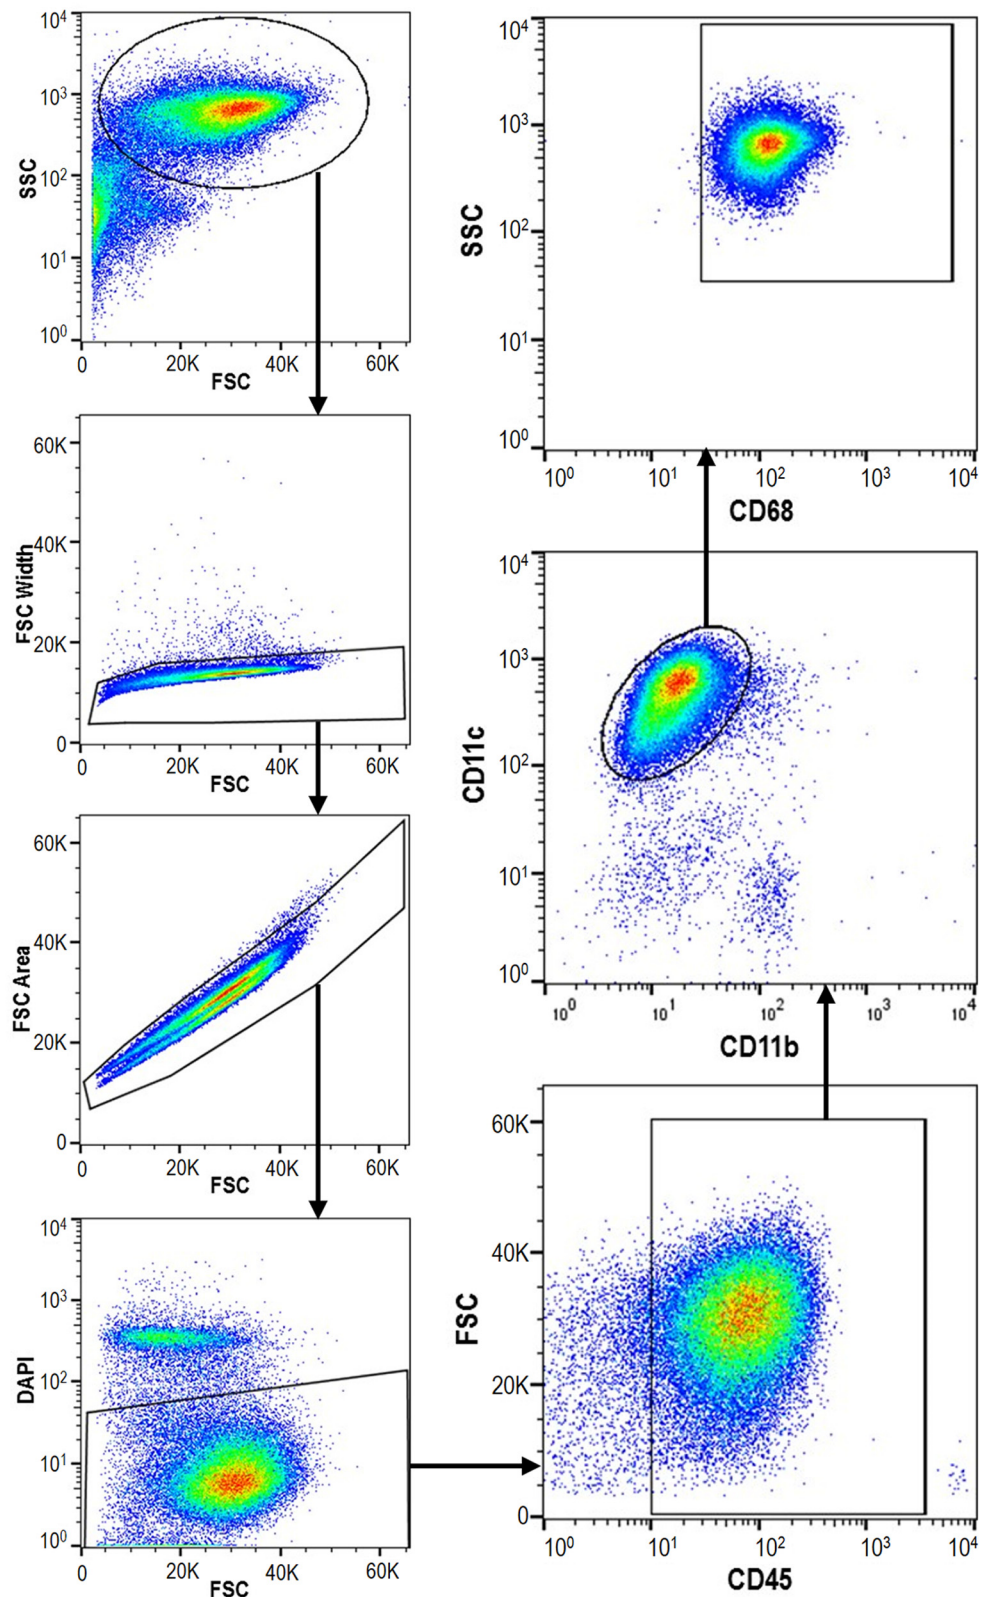 10⁴
10³
SSC
10²
10¹
10⁰
0 20K 40K 60K
FSC
60K
40K
FSC Width
20K
0
0 20K 40K 60K
FSC
60K
40K
FSC Area
20K
0
0 20K 40K 60K
FSC
10⁴
10³
DAPI
10²
10¹
10⁰
0 20K 40K 60K
FSC
10⁴
10³
SSC
10²
10¹
10⁰
10⁰ 10¹ 10² 10³ 10⁴
CD68
10⁴
10³
CD11c
10²
10¹
10⁰
10⁰ 10¹ 10² 10³ 10⁴
CD11b
60K
40K
FSC
20K
0
10⁰ 10¹ 10² 10³ 10⁴
CD45